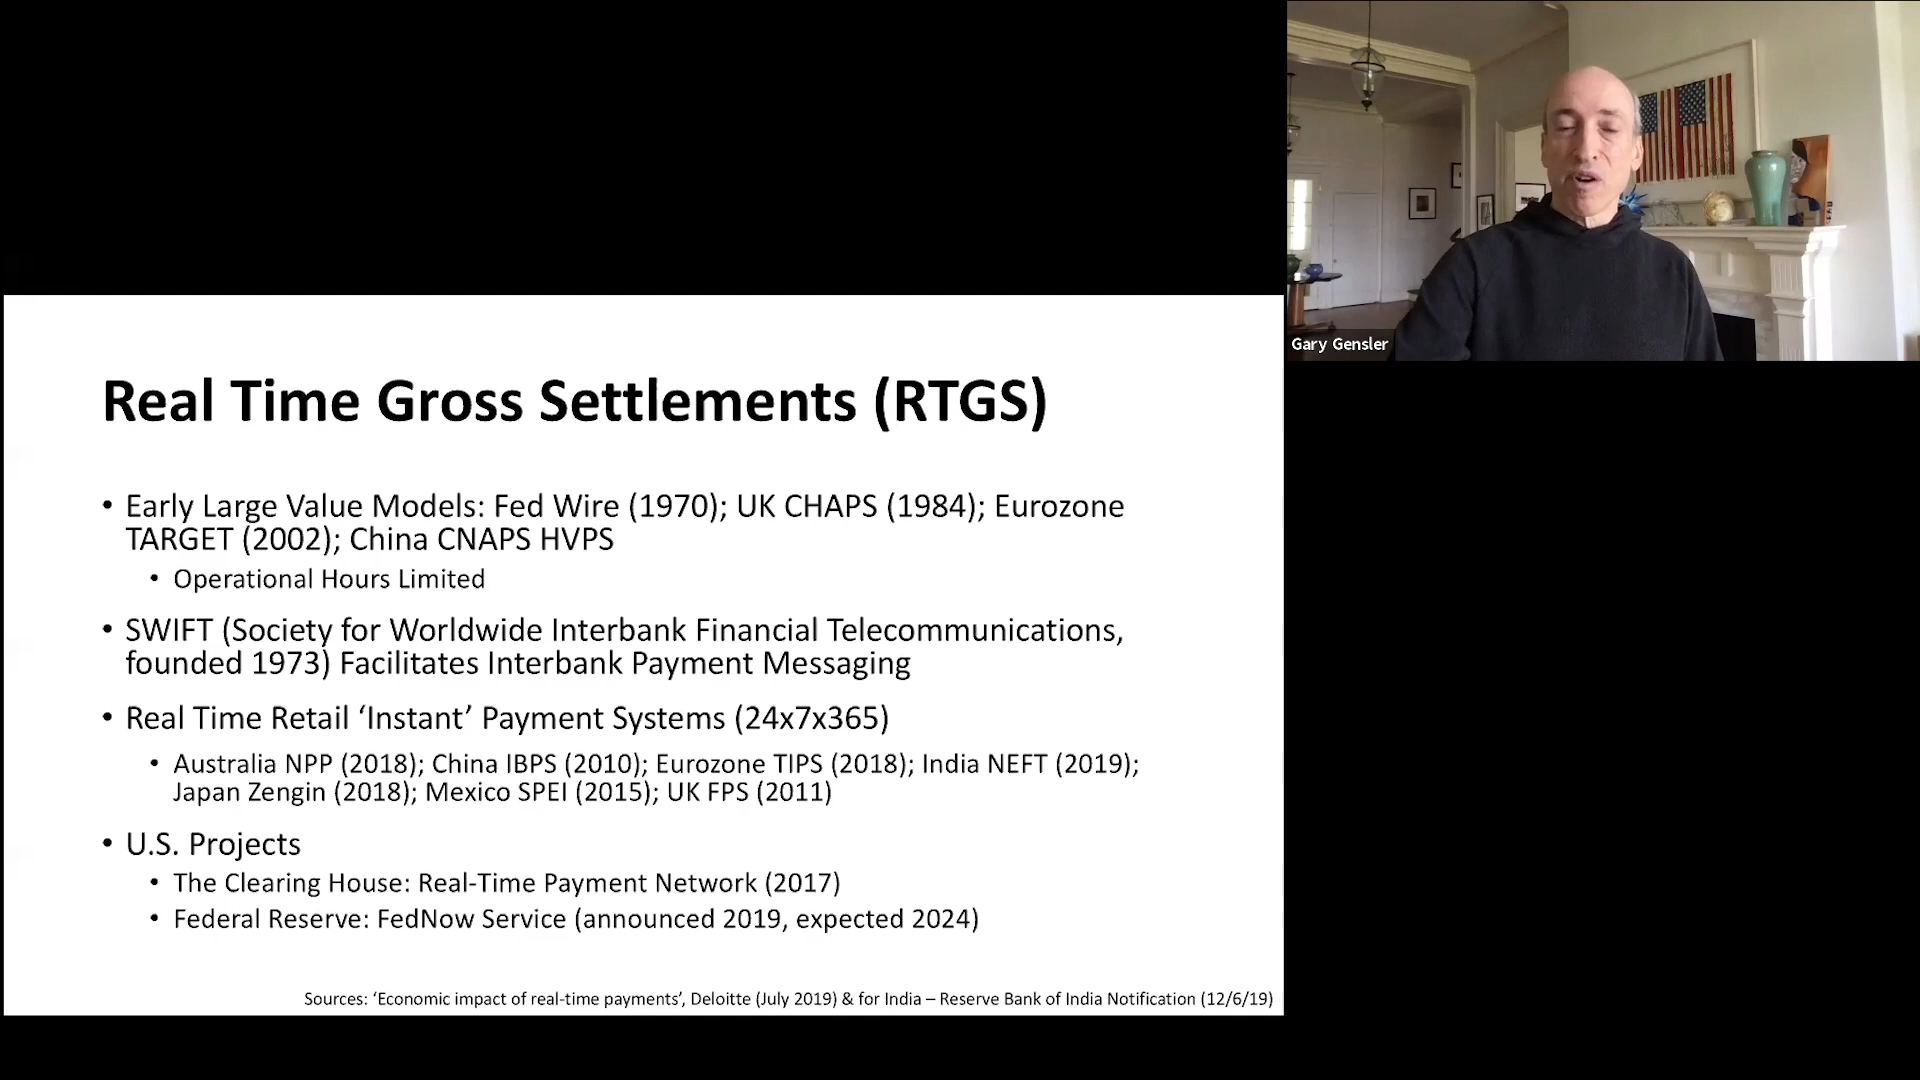 Gary Gensler
Real Time Gross Settlements (RTGS)
• Early Large Value Models: Fed Wire (1970); UK CHAPS (1984); Eurozone
TARGET (2002); China CNAPS HVPS
• Operational Hours Limited
• SWIFT (Society for Worldwide Interbank Financial Telecommunications,
founded 1973) Facilitates Interbank Payment Messaging
• Real Time Retail ‘Instant’ Payment Systems (24x7x365)
• Australia NPP (2018); China IBPS (2010); Eurozone TIPS (2018); India NEFT (2019);
Japan Zengin (2018); Mexico SPEI (2015); UK FPS (2011)
• U.S. Projects
• The Clearing House: Real-Time Payment Network (2017)
• Federal Reserve: FedNow Service (announced 2019, expected 2024)
Sources: ‘Economic impact of real-time payments’, Deloitte (July 2019) & for India – Reserve Bank of India Notification (12/6/19)